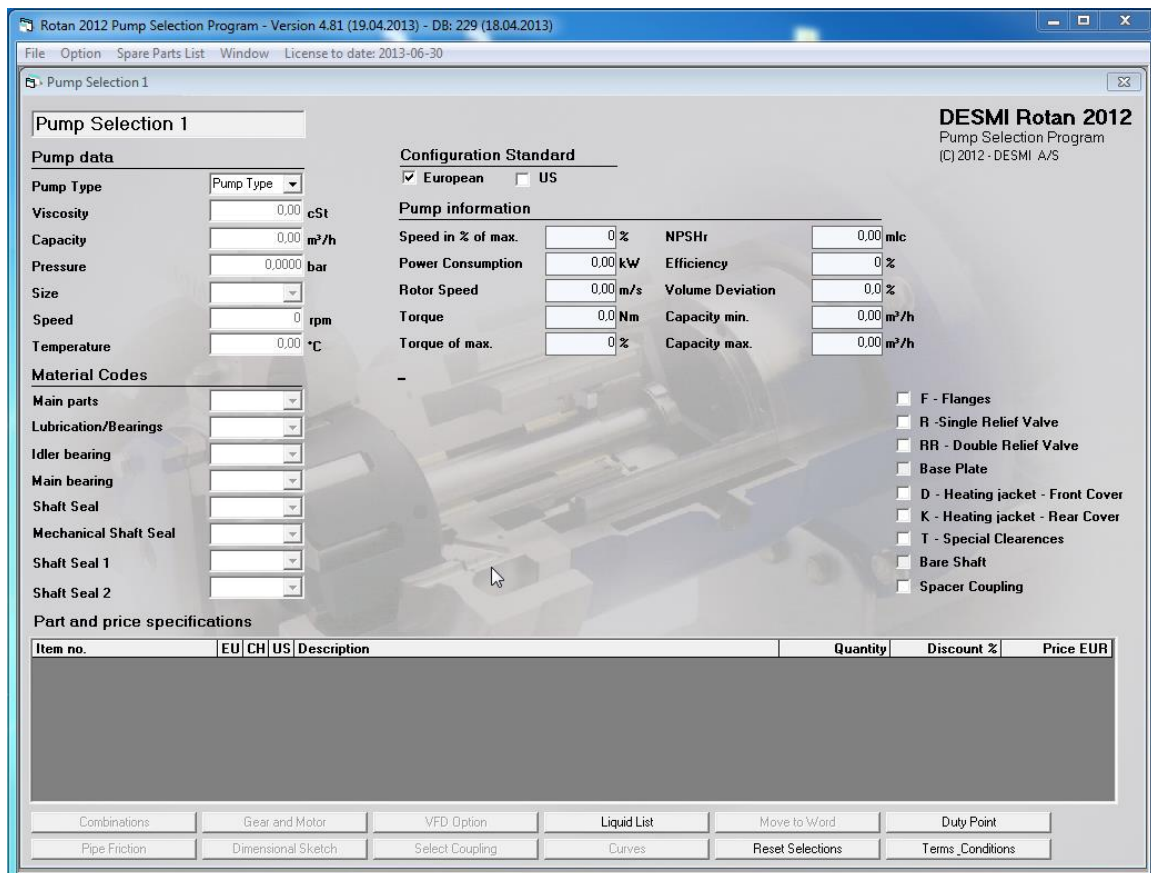 Rotan 2012 Pump Selection Program - Version 4.81 (19.04.2013) - DB: 229 (18.04.2013)
File Option Spare Parts List Window License to date: 2013-06-30
Pump Selection 1
Pump Selection 1
DESMI Rotan 2012
Pump Selection Program
(C) 2012 - DESMI A/S
Pump data
Pump Type Pump Type
Viscosity 0,00 cSt
Capacity 0,00 m³/h
Pressure 0,0000 bar
Size
Speed 0 rpm
Temperature 0,00 °C
Configuration Standard
European US
Pump information
Speed in % of max. 0 % NPSHr 0,00 mlc
Power Consumption 0,00 kW Efficiency 0 %
Rotor Speed 0,00 m/s Volume Deviation 0,0 %
Torque 0,0 Nm Capacity min. 0,00 m³/h
Torque of max. 0 % Capacity max. 0,00 m³/h
-
Material Codes
Main parts
Lubrication/Bearings
Idler bearing
Main bearing
Shaft Seal
Mechanical Shaft Seal
Shaft Seal 1
Shaft Seal 2
F - Flanges
R -Single Relief Valve
RR - Double Relief Valve
Base Plate
D - Heating jacket - Front Cover
K - Heating jacket - Rear Cover
T - Special Clearences
Bare Shaft
Spacer Coupling
Part and price specifications
Item no. EU CH US Description Quantity Discount % Price EUR
Combinations Gear and Motor VFD Option Liquid List Move to Word Duty Point
Pipe Friction Dimensional Sketch Select Coupling Curves Reset Selections Terms_Conditions